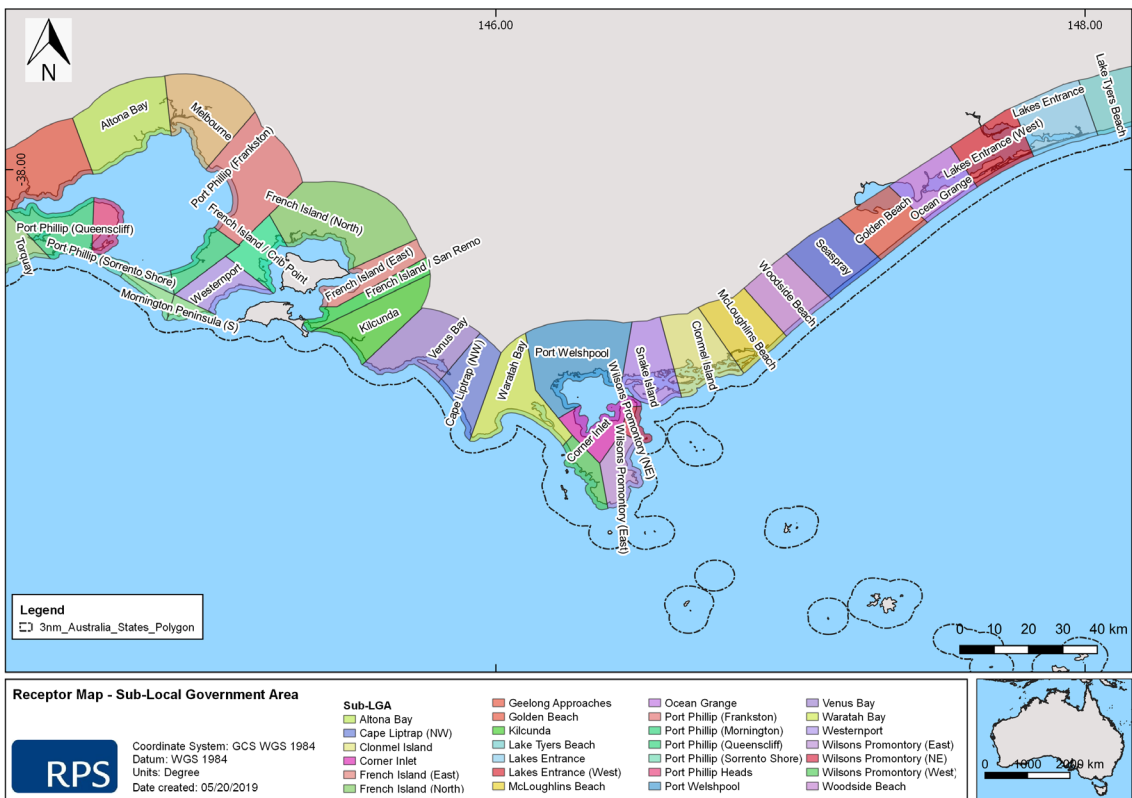 146.00
148.00
-38.00
N
Altona Bay
Melbourne
Port Phillip (Frankston)
Port Phillip (Queenscliff)
Torquay
Port Phillip (Sorrento Shore)
Mornington Peninsula (S)
Westernport
French Island / Crib Point
French Island (North)
French Island (East)
French Island / San Remo
Kilcunda
Venus Bay
Cape Liptrap (NW)
Waratah Bay
Port Welshpool
Corner Inlet
Wilsons Promontory (NE)
Wilsons Promontory (East)
Snake Island
Clonmel Island
McLoughlins Beach
Woodside Beach
Seaspray
Golden Beach
Ocean Grange
Lakes Entrance (West)
Lakes Entrance
Lake Tyers Beach
Legend
3nm_Australia_States_Polygon
0 10 20 30 40 km
Receptor Map - Sub-Local Government Area
RPS
Coordinate System: GCS WGS 1984
Datum: WGS 1984
Units: Degree
Date created: 05/20/2019
Sub-LGA
Altona Bay
Cape Liptrap (NW)
Clonmel Island
Corner Inlet
French Island (East)
French Island (North)
Geelong Approaches
Golden Beach
Kilcunda
Lake Tyers Beach
Lakes Entrance
Lakes Entrance (West)
McLoughlins Beach
Ocean Grange
Port Phillip (Frankston)
Port Phillip (Mornington)
Port Phillip (Queenscliff)
Port Phillip (Sorrento Shore)
Port Phillip Heads
Port Welshpool
Venus Bay
Waratah Bay
Westernport
Wilsons Promontory (East)
Wilsons Promontory (NE)
Wilsons Promontory (West)
Woodside Beach
0 1000 2000 km